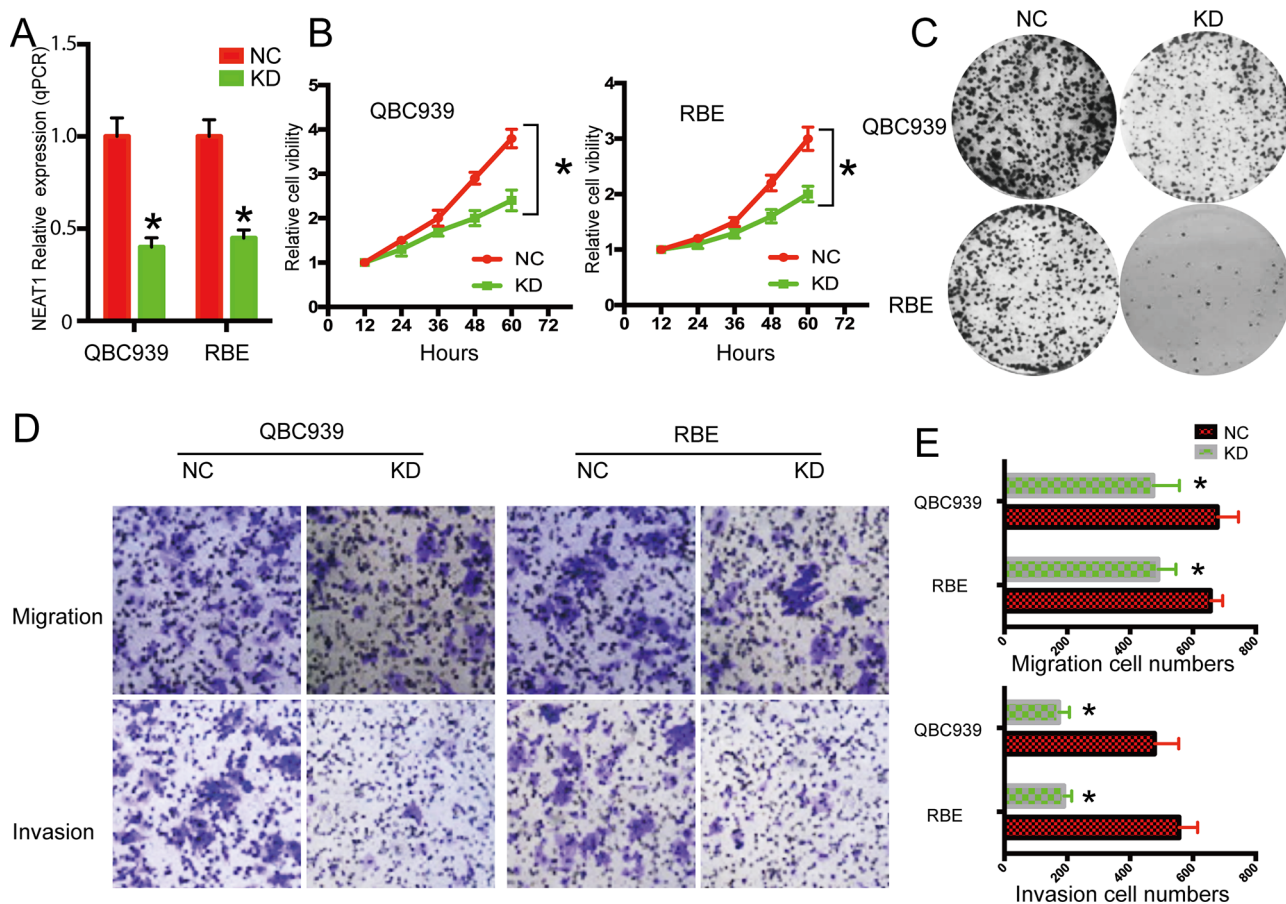 A
NEAT1 Relative expression (qPCR)
1.5
1.0
0.5
0
NC
KD
*
*
QBC939
RBE
B
Relative cell vibility
5
4
3
2
1
0
QBC939
*
NC
KD
0
12
24
36
48
60
72
Hours
Relative cell vibility
4
3
2
1
0
RBE
*
NC
KD
0
12
24
36
48
60
72
Hours
C
NC
KD
QBC939
RBE
D
QBC939
RBE
NC
KD
NC
KD
Migration
Invasion
E
NC
KD
QBC939
*
RBE
*
0
200
400
600
800
Migration cell numbers
QBC939
*
RBE
*
0
200
400
600
800
Invasion cell numbers